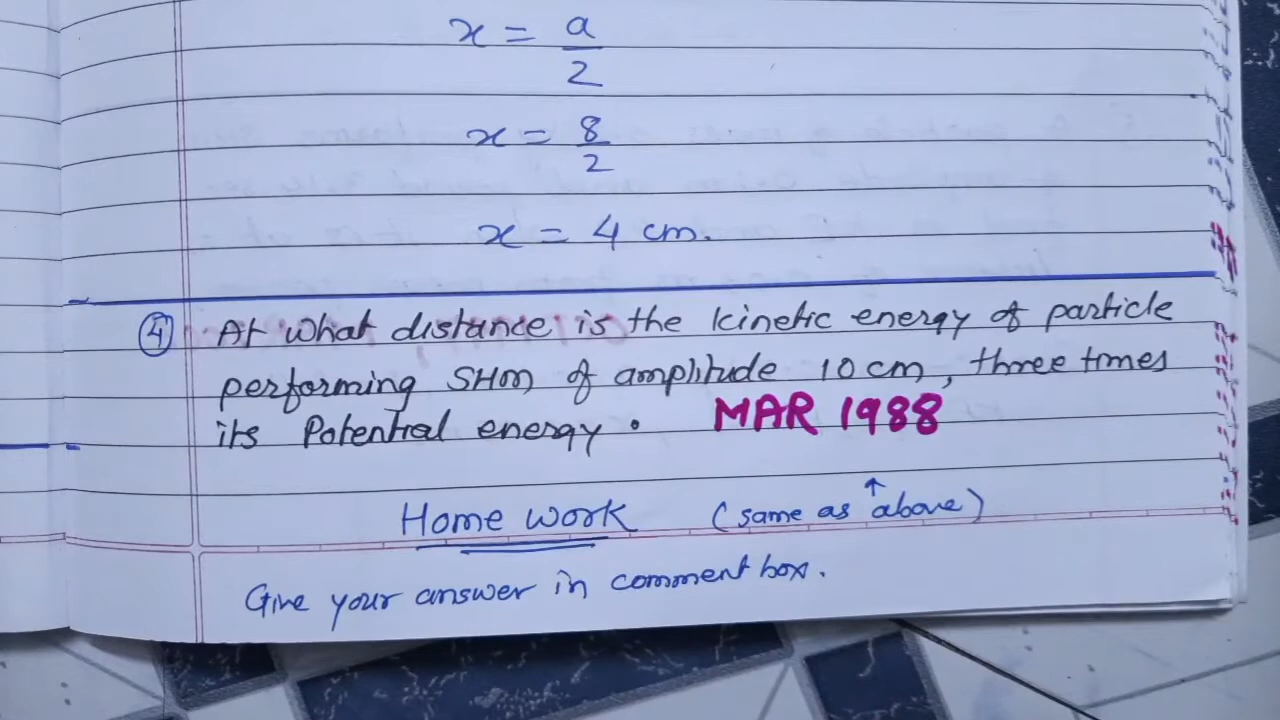 x = a
2
x = 8
2
x = 4 cm.
4 At what distance is the kinetic energy of particle
performing SHM of amplitude 10 cm, three times
its Potential energy. MAR 1988
Home work (same as ↑ above)
Give your answer in comment box.